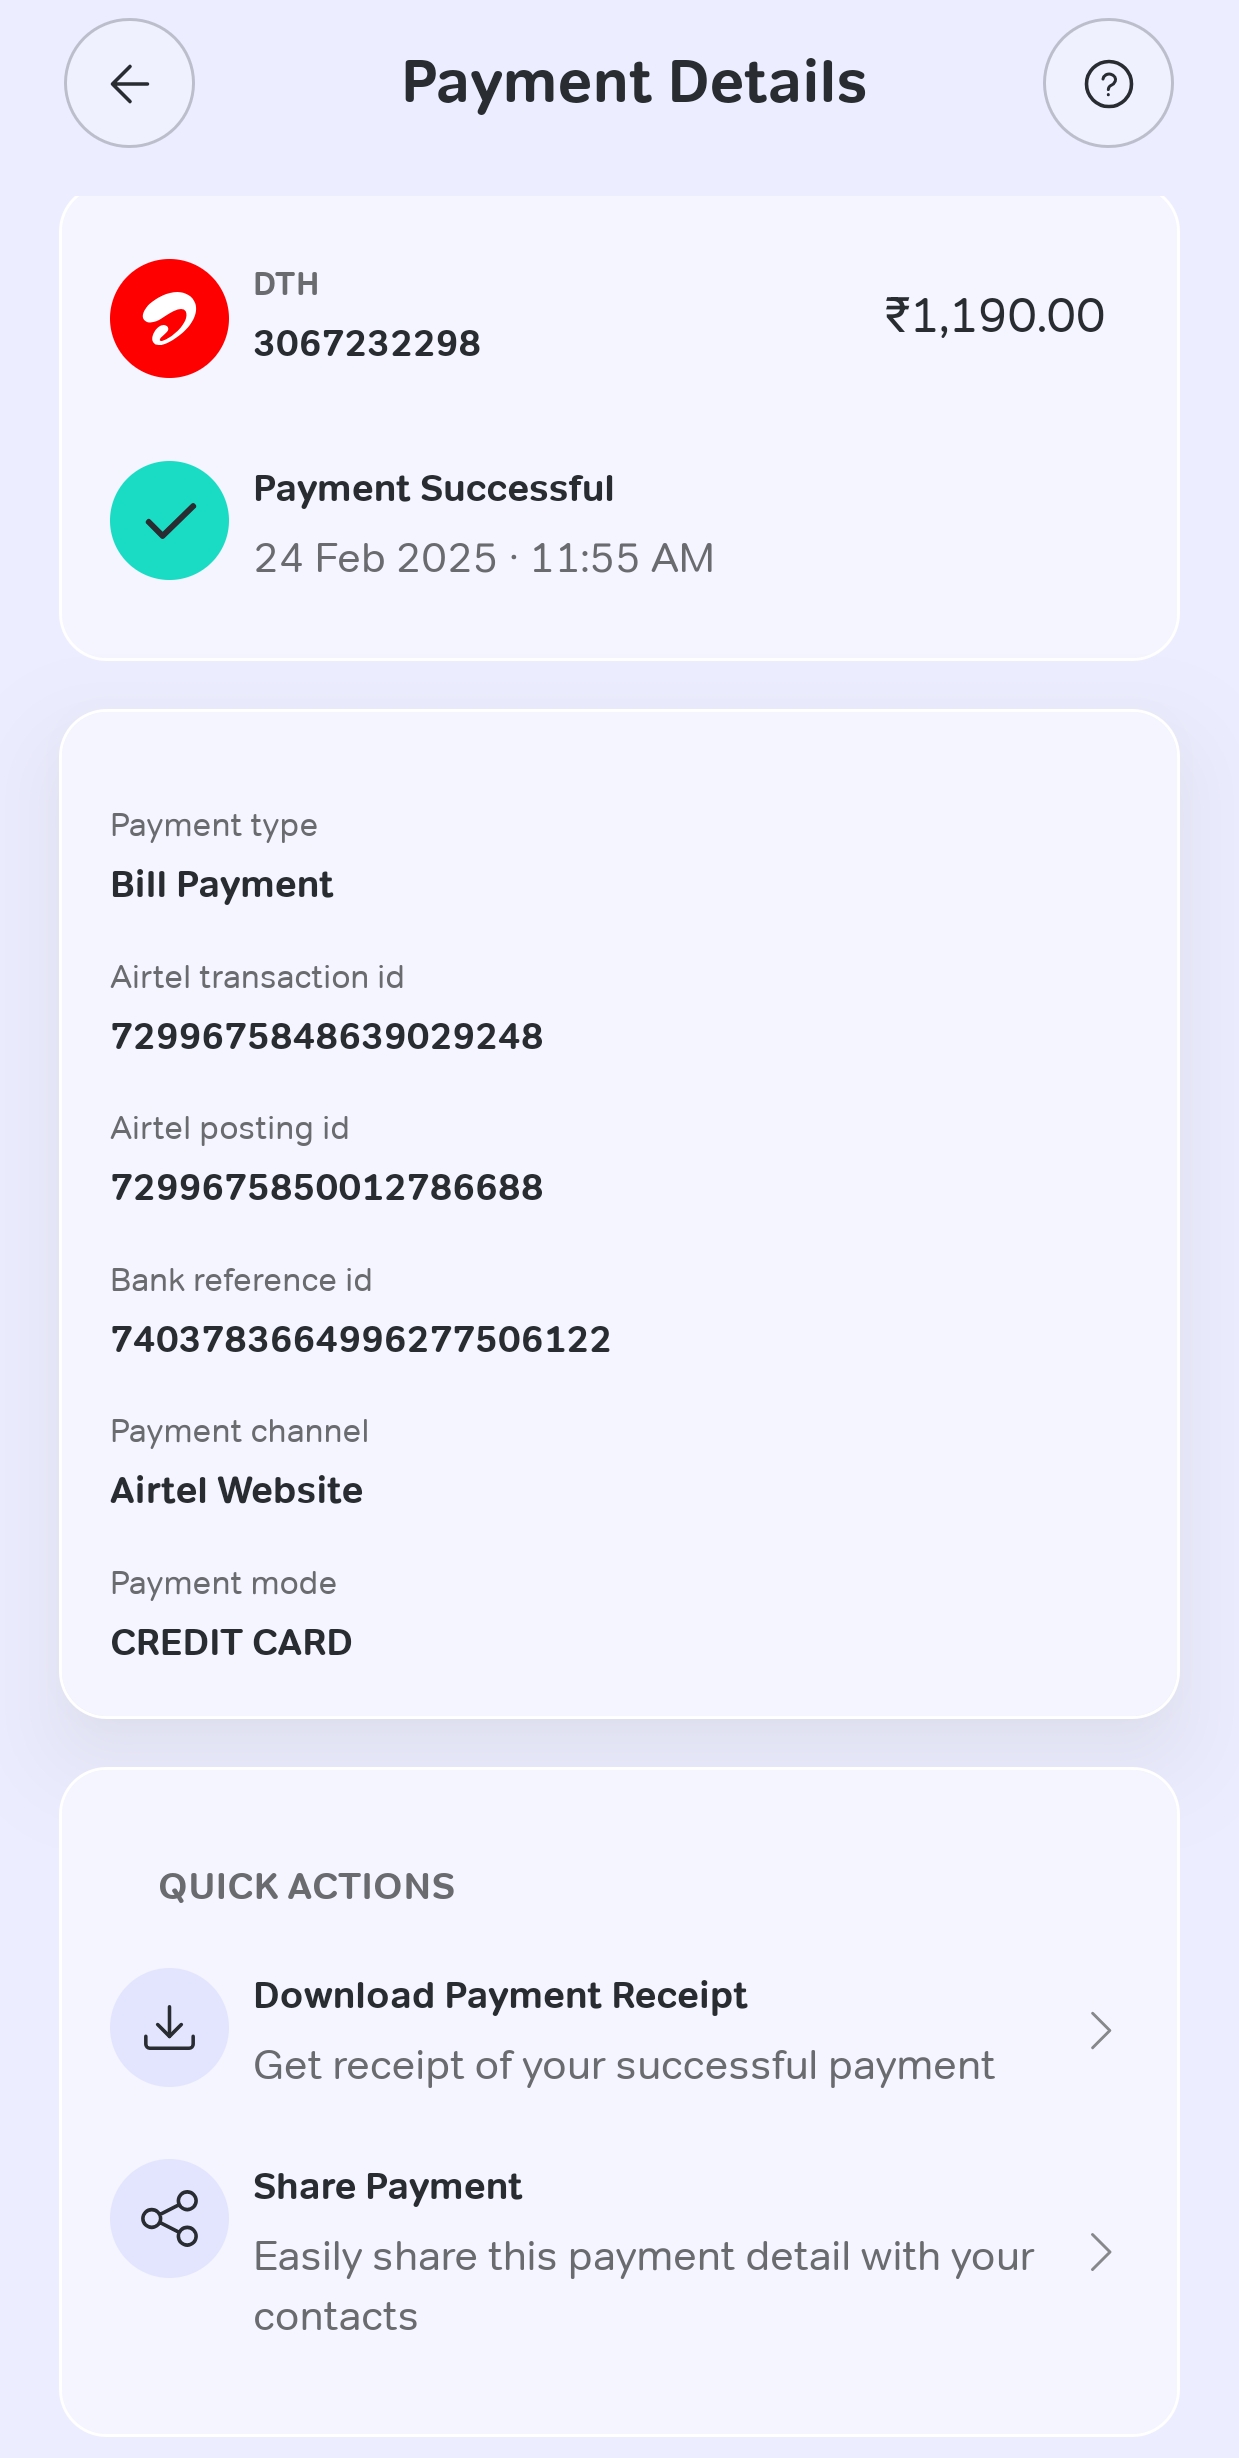 Payment Details
DTH
3067232298
₹1,190.00
Payment Successful
24 Feb 2025 · 11:55 AM
Payment type
Bill Payment
Airtel transaction id
7299675848639029248
Airtel posting id
7299675850012786688
Bank reference id
7403783664996277506122
Payment channel
Airtel Website
Payment mode
CREDIT CARD
QUICK ACTIONS
Download Payment Receipt
Get receipt of your successful payment
Share Payment
Easily share this payment detail with your
contacts